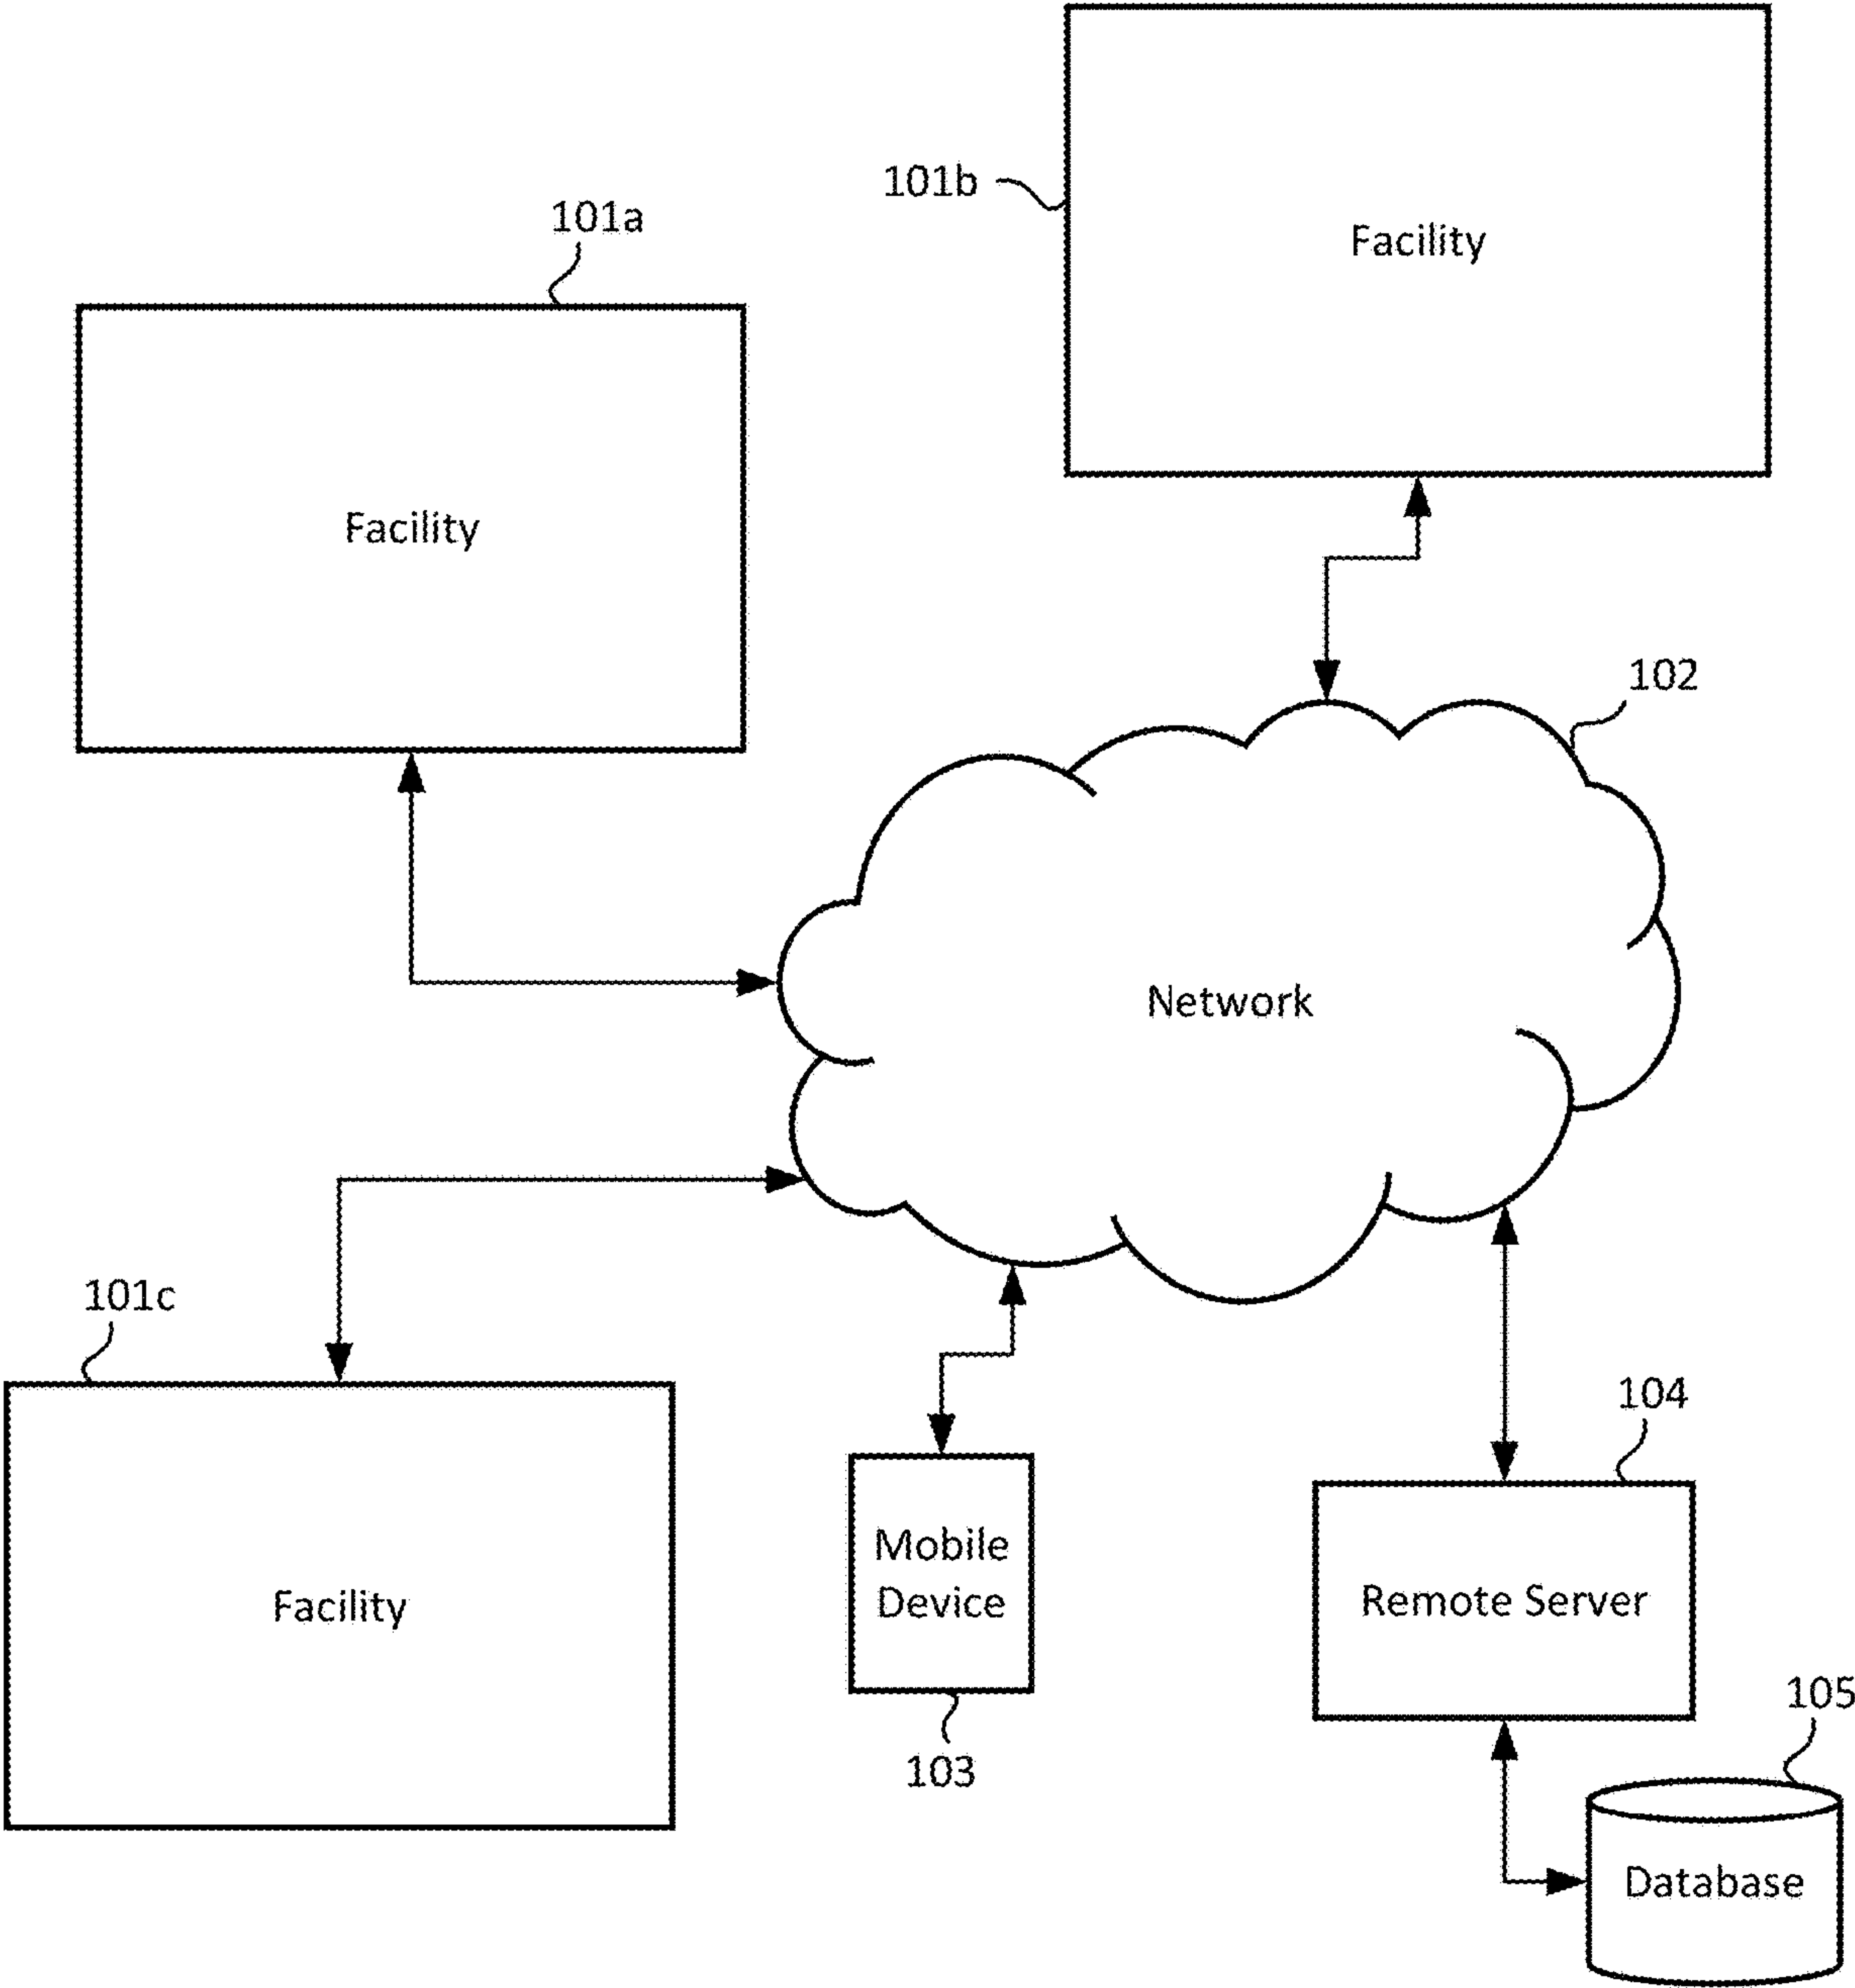 101b
Facility
101a
Facility
102
Network
101c
Facility
104
Mobile
Device
Remote Server
103
105
Database